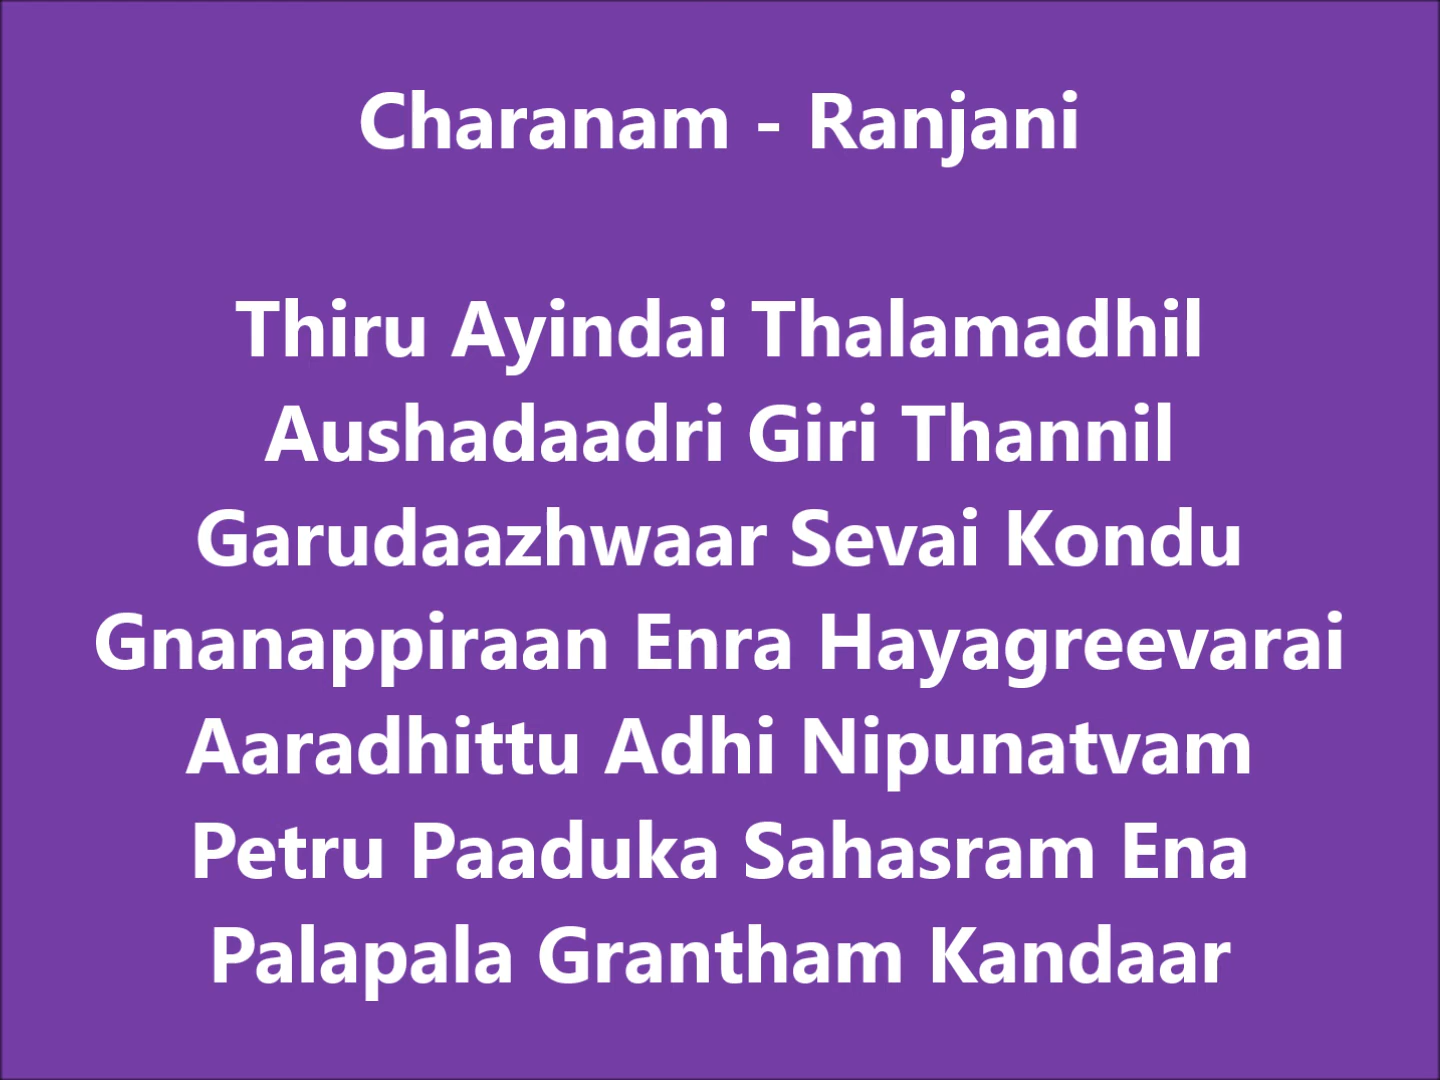 Charanam - Ranjani
Thiru Ayindai Thalamadhil
Aushadaadri Giri Thannil
Garudaazhwaar Sevai Kondu
Gnanappiraan Enra Hayagreevarai
Aaradhittu Adhi Nipunatvam
Petru Paaduka Sahasram Ena
Palapala Grantham Kandaar